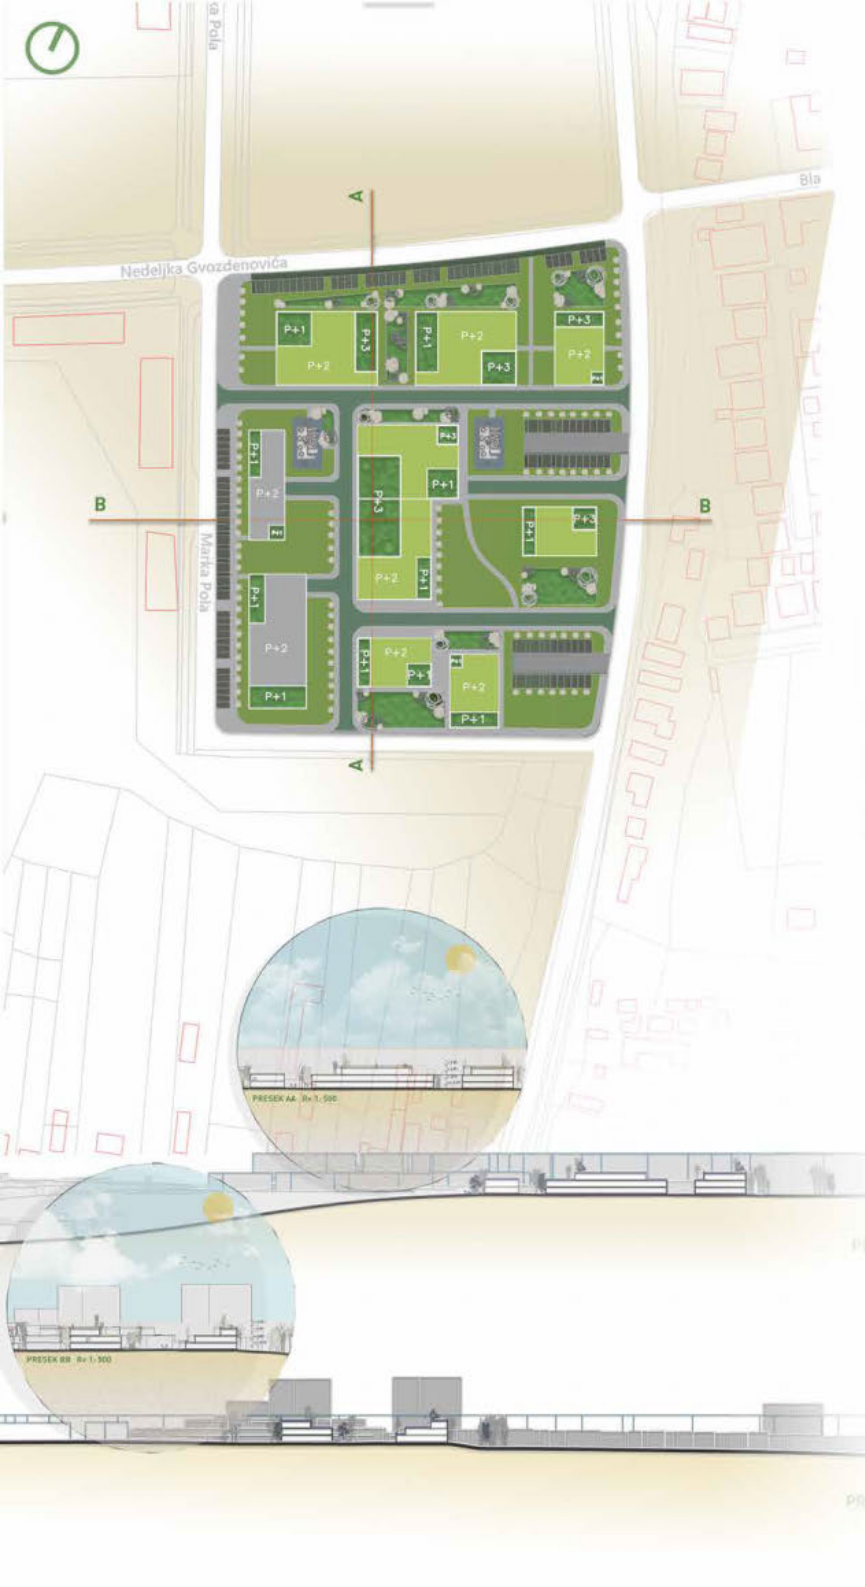 ka Pola
Bla
A
Nedeljka Gvozdenovića
P+1
P+3
P+2
P+1
P+2
P+3
P+3
P+2
P+1
P+2
P+3
P+1
P+3
P+2
P+1
B
B
P+1
P+3
Marka Pola
P+1
P+2
P+1
P+1
P+2
P+1
P+2
P+1
A
PRESEK AA R= 1: 500
PRESEK BB R= 1: 500